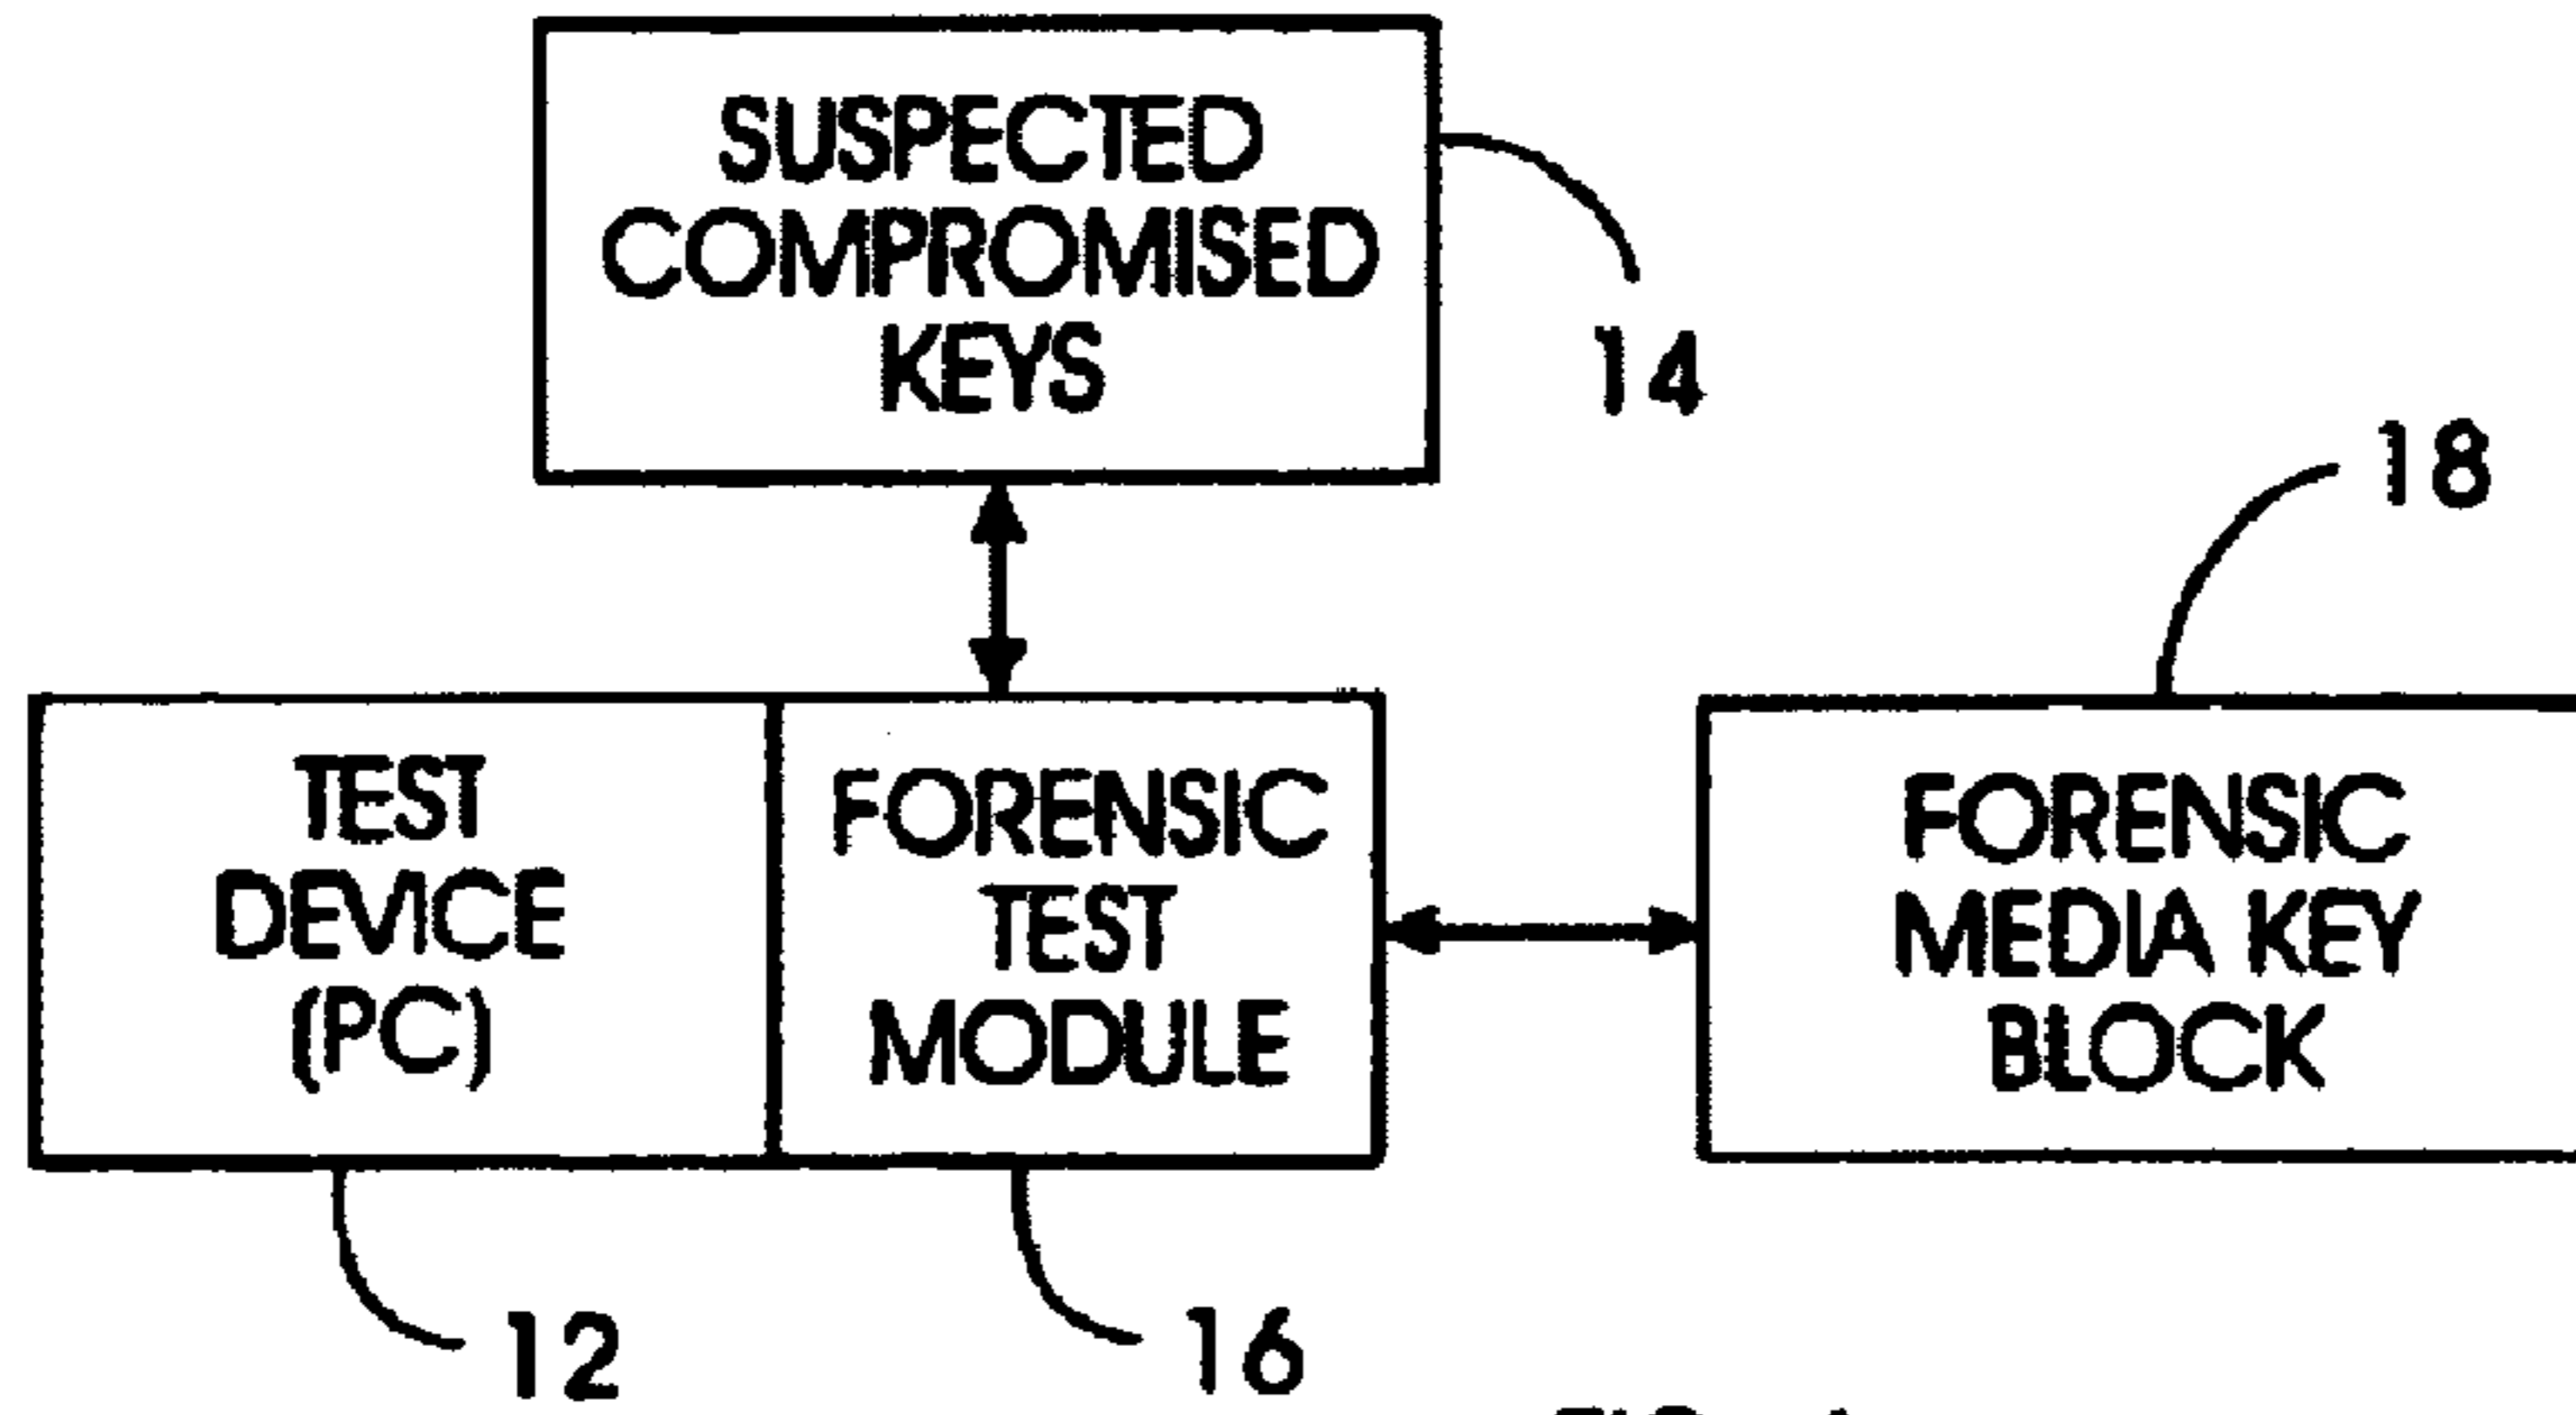 SUSPECTED
COMPROMISED
KEYS
14
18
TEST
DEVICE
(PC)
FORENSIC
TEST
MODULE
FORENSIC
MEDIA KEY
BLOCK
12
16